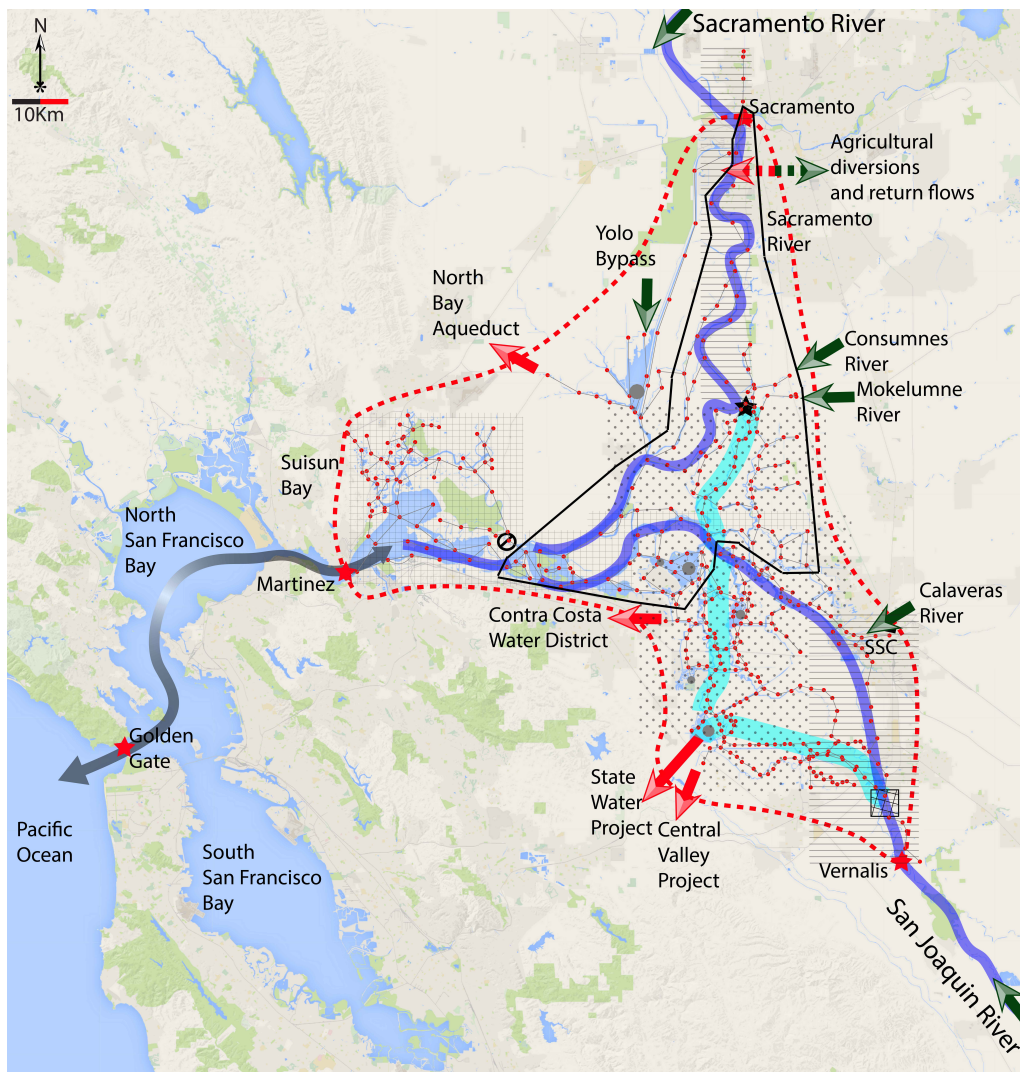 N
10Km
Sacramento River
Sacramento
Agricultural
diversions
and return flows
Sacramento
River
Yolo
Bypass
North
Bay
Aqueduct
Consumnes
River
Mokelumne
River
Suisun
Bay
North
San Francisco
Bay
Martinez
Contra Costa
Water District
Calaveras
River
SSC
Golden
Gate
State
Water
Project
Central
Valley
Project
Pacific
Ocean
South
San Francisco
Bay
Vernalis
San Joaquin River